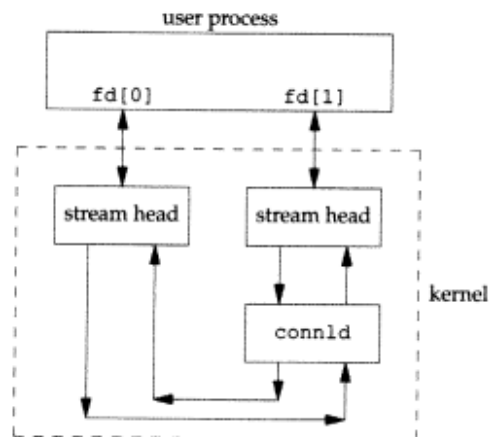 user process
fd[0]
fd[1]
stream head
stream head
kernel
connld